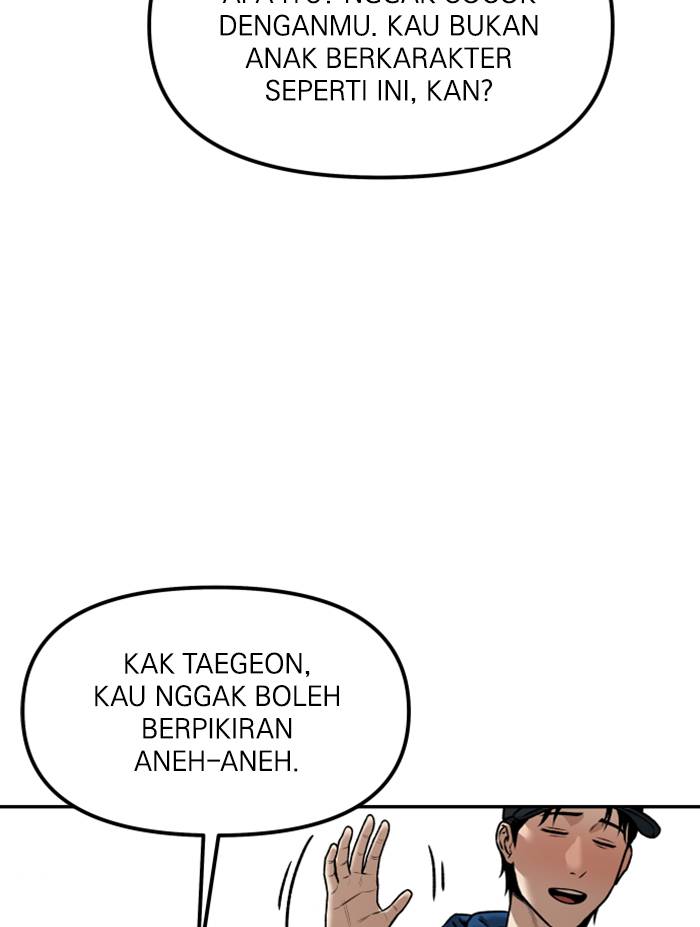 DENGANMU. KAU BUKAN
ANAK BERKARAKTER
SEPERTI INI, KAN?
KAK TAEGEON,
KAU NGGAK BOLEH
BERPIKIRAN
ANEH-ANEH.